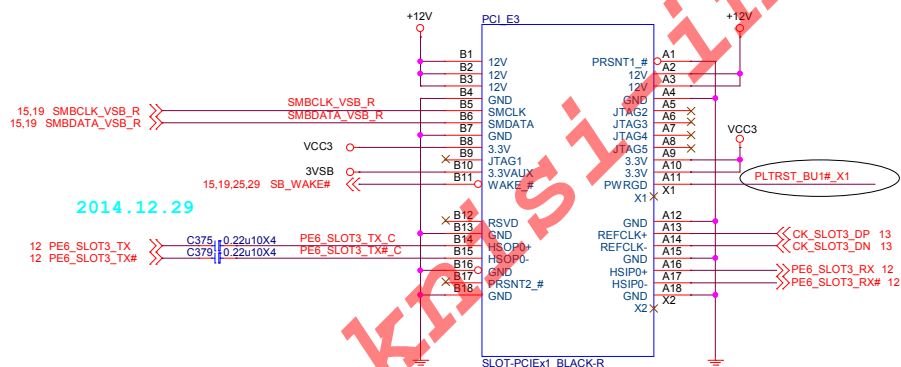 +12V
PCI_E3
+12V
B1 12V PRSNT1_# A1
B2 12V 12V A2
B3 12V 12V A3
B4 GND GND A4
15,19 SMBCLK_VSB_R SMBCLK_VSB_R B5 SMCLK JTAG2 A5
15,19 SMBDATA_VSB_R SMBDATA_VSB_R B6 SMDATA JTAG3 A6
B7 GND JTAG4 A7
VCC3 B8 3.3V JTAG5 A8
VCC3
B9 JTAG1 3.3V A9
3VSB B10 3.3VAUX 3.3V A10
15,19,25,29 SB_WAKE# B11 WAKE_# PWRGD A11 PLTRST_BU1#_X1
X1 X1
2014.12.29
B12 RSVD GND A12
B13 GND REFCLK+ A13 CK_SLOT3_DP 13
12 PE6_SLOT3_TX C375 0.22u10X4 PE6_SLOT3_TX_C B14 HSOP0+ REFCLK- A14 CK_SLOT3_DN 13
12 PE6_SLOT3_TX# C379 0.22u10X4 PE6_SLOT3_TX#_C B15 HSOP0- GND A15
B16 GND HSIP0+ A16 PE6_SLOT3_RX 12
B17 PRSNT2_# HSIP0- A17 PE6_SLOT3_RX# 12
B18 GND GND A18
X2 X2
SLOT-PCIEx1_BLACK-R
knisi-in